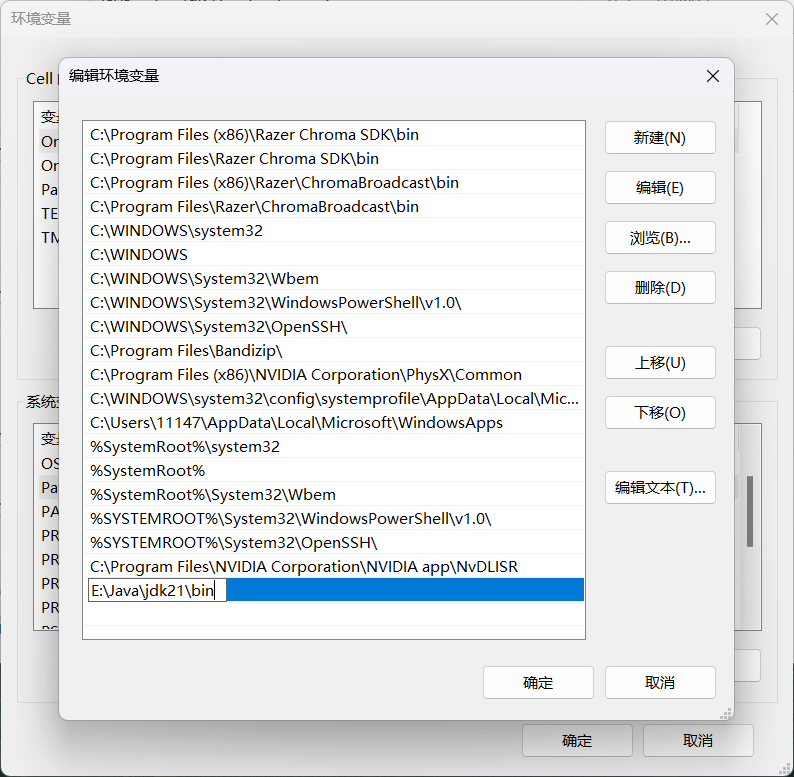 环境变量
编辑环境变量
Cell
变
On
On
Pa
TE
TM
C:\Program Files (x86)\Razer Chroma SDK\bin
C:\Program Files\Razer Chroma SDK\bin
C:\Program Files (x86)\Razer\ChromaBroadcast\bin
C:\Program Files\Razer\ChromaBroadcast\bin
C:\WINDOWS\system32
C:\WINDOWS
C:\WINDOWS\System32\Wbem
C:\WINDOWS\System32\WindowsPowerShell\v1.0\
C:\WINDOWS\System32\OpenSSH\
C:\Program Files\Bandizip\
C:\Program Files (x86)\NVIDIA Corporation\PhysX\Common
C:\WINDOWS\system32\config\systemprofile\AppData\Local\Mic...
C:\Users\11147\AppData\Local\Microsoft\WindowsApps
%SystemRoot%\system32
%SystemRoot%
%SystemRoot%\System32\Wbem
%SYSTEMROOT%\System32\WindowsPowerShell\v1.0\
%SYSTEMROOT%\System32\OpenSSH\
C:\Program Files\NVIDIA Corporation\NVIDIA app\NvDLISR
E:\Java\jdk21\bin
新建(N)
编辑(E)
浏览(B)...
删除(D)
上移(U)
下移(O)
编辑文本(T)...
系统
变
OS
Pa
PA
PR
PR
PR
PR
确定
取消
确定
取消